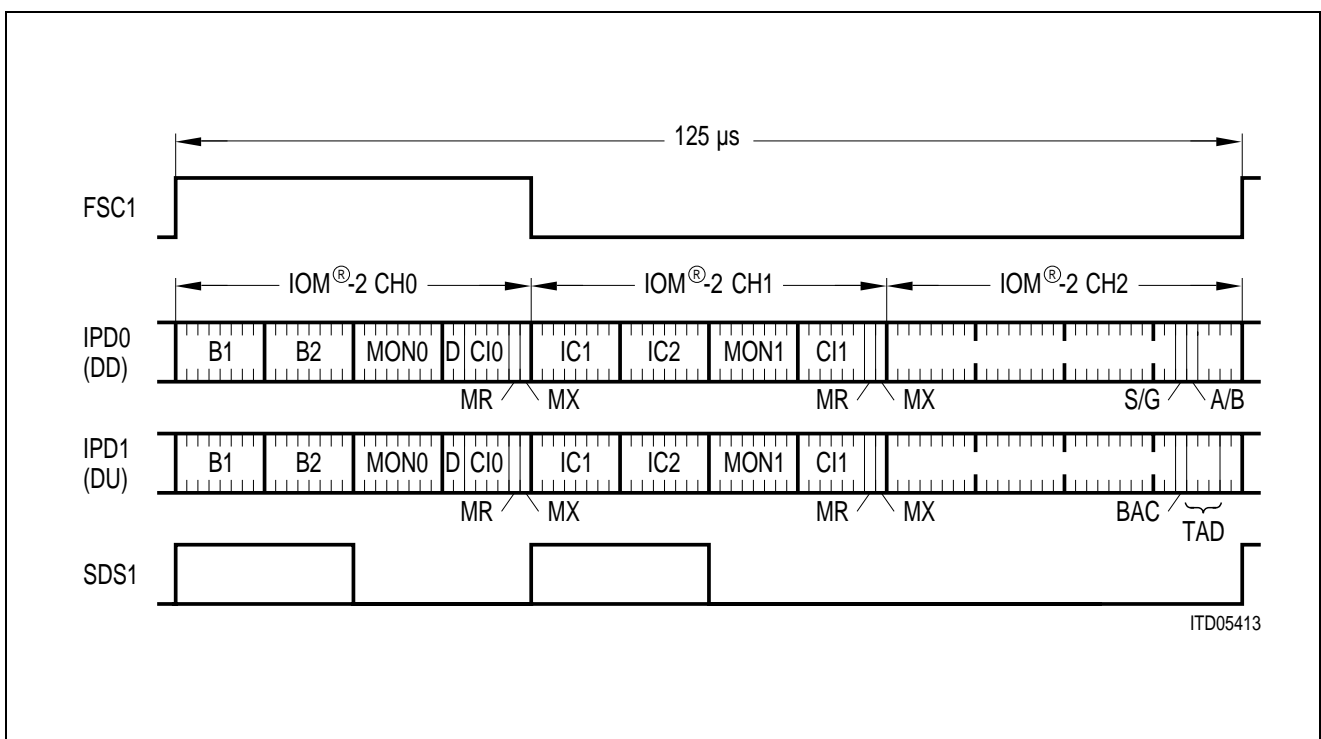 125 µs
FSC1
IOM®-2 CH0 IOM®-2 CH1 IOM®-2 CH2
IPD0
(DD)
B1 B2 MON0 D CI0 IC1 IC2 MON1 CI1
MR MX MR MX S/G A/B
IPD1
(DU)
B1 B2 MON0 D CI0 IC1 IC2 MON1 CI1
MR MX MR MX BAC
TAD
SDS1
ITD05413